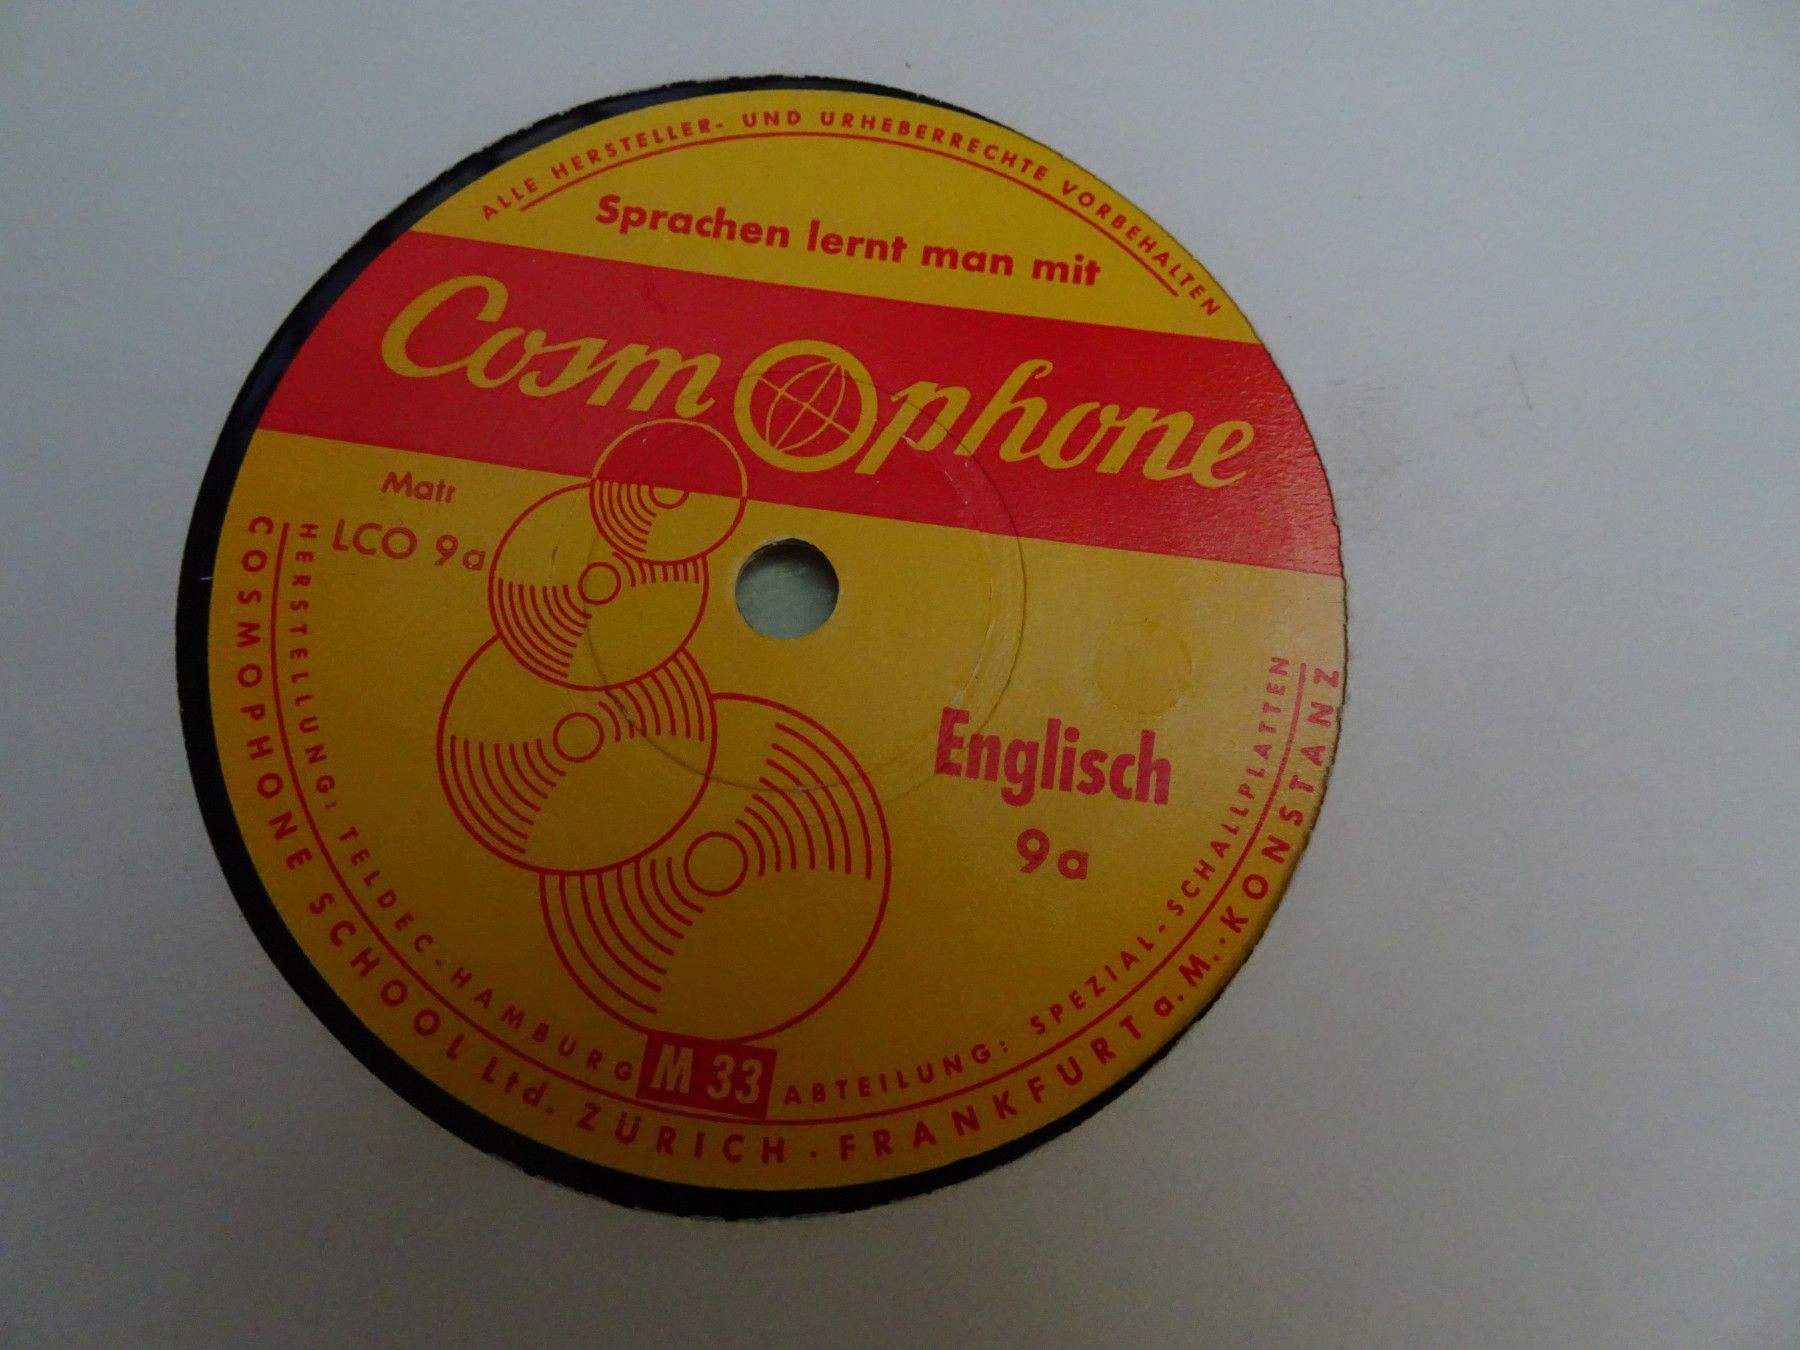 ALLE HERSTELLER- UND URHEBERRECHTE VORBEHALTEN
Sprachen lernt man mit
Cosmophone
Matr
LCO 9a
Englisch
9a
HERSTELLUNG: TELDEC-HAMBURG
M 33
ABTEILUNG: SPEZIAL-SCHALLPLATTEN
COSMOPHONE SCHOOL Ltd. ZÜRICH · FRANKFURT a. M. · KONSTANZ